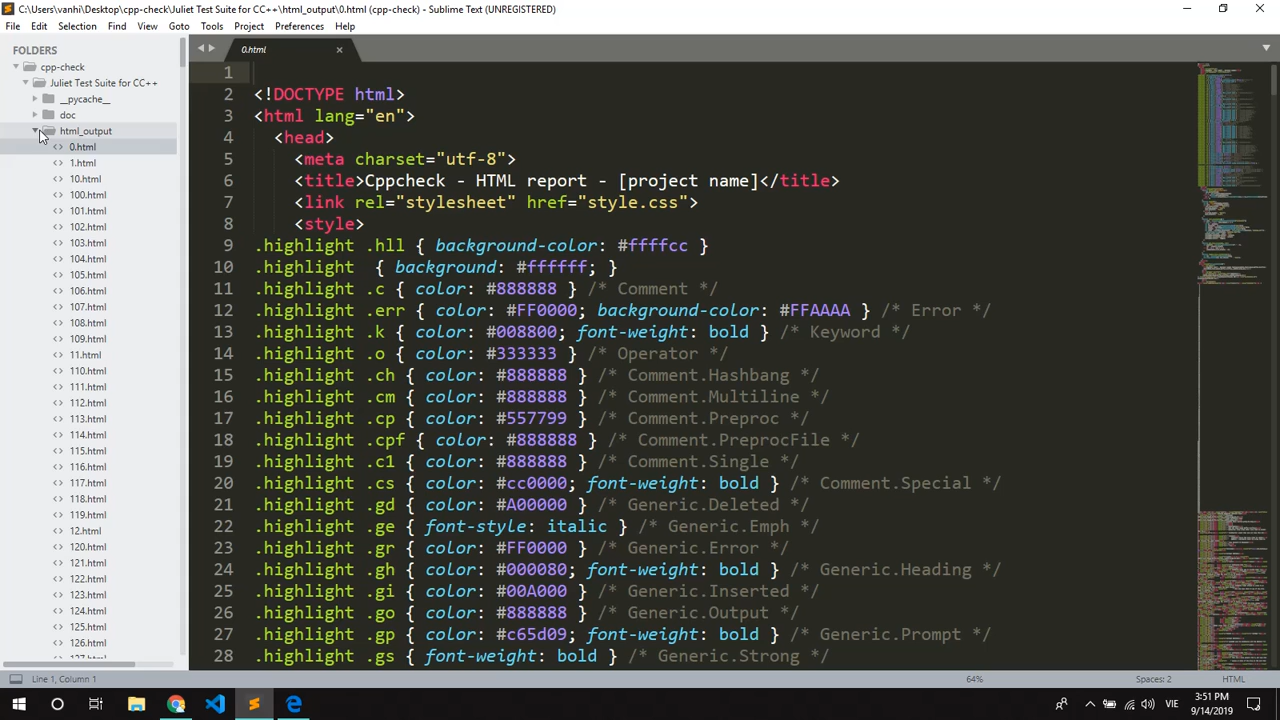 C:\Users\vanhi\Desktop\cpp-check\Juliet Test Suite for CC++\html_output\0.html (cpp-check) - Sublime Text (UNREGISTERED)
File Edit Selection Find View Goto Tools Project Preferences Help
FOLDERS
cpp-check
Juliet Test Suite for CC++
__pycache__
doc
html_output
0.html
1.html
10.html
100.html
101.html
102.html
103.html
104.html
105.html
106.html
107.html
108.html
109.html
11.html
110.html
111.html
112.html
113.html
114.html
115.html
116.html
117.html
118.html
119.html
12.html
120.html
121.html
122.html
123.html
124.html
125.html
126.html
127.html
0.html
1
2 <!DOCTYPE html>
3 <html lang="en">
4 <head>
5 <meta charset="utf-8">
6 <title>Cppcheck - HTML report - [project name]</title>
7 <link rel="stylesheet" href="style.css">
8 <style>
9 .highlight .hll { background-color: #ffffcc }
10 .highlight  { background: #ffffff; }
11 .highlight .c { color: #888888 } /* Comment */
12 .highlight .err { color: #FF0000; background-color: #FFAAAA } /* Error */
13 .highlight .k { color: #008800; font-weight: bold } /* Keyword */
14 .highlight .o { color: #333333 } /* Operator */
15 .highlight .ch { color: #888888 } /* Comment.Hashbang */
16 .highlight .cm { color: #888888 } /* Comment.Multiline */
17 .highlight .cp { color: #557799 } /* Comment.Preproc */
18 .highlight .cpf { color: #888888 } /* Comment.PreprocFile */
19 .highlight .c1 { color: #888888 } /* Comment.Single */
20 .highlight .cs { color: #cc0000; font-weight: bold } /* Comment.Special */
21 .highlight .gd { color: #A00000 } /* Generic.Deleted */
22 .highlight .ge { font-style: italic } /* Generic.Emph */
23 .highlight .gr { color: #FF0000 } /* Generic.Error */
24 .highlight .gh { color: #000080; font-weight: bold } /* Generic.Heading */
25 .highlight .gi { color: #00A000 } /* Generic.Inserted */
26 .highlight .go { color: #888888 } /* Generic.Output */
27 .highlight .gp { color: #c65d09; font-weight: bold } /* Generic.Prompt */
28 .highlight .gs { font-weight: bold } /* Generic.Strong */
Line 1, Column 1
64%
Spaces: 2
HTML
VIE
3:51 PM
9/14/2019